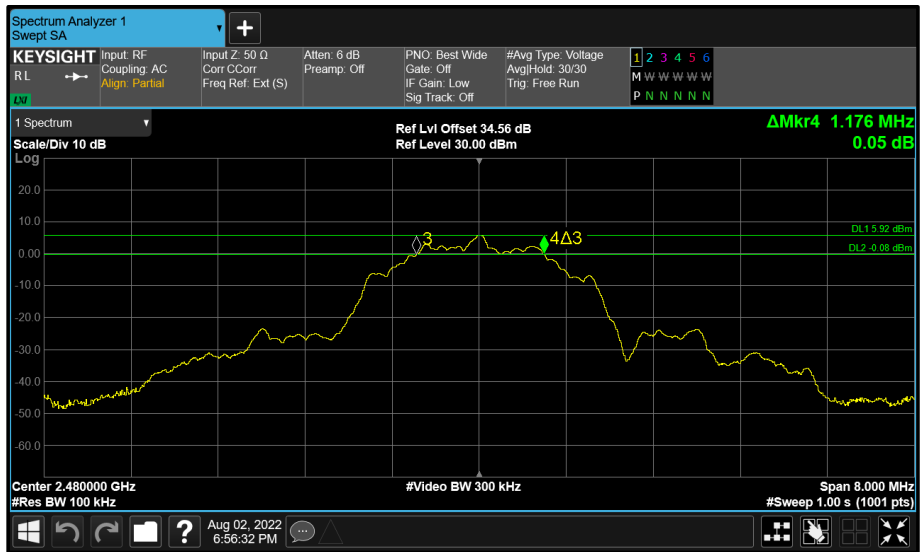 Spectrum Analyzer 1
Swept SA
KEYSIGHT
RL
LXI
Input: RF
Coupling: AC
Align: Partial
Input Z: 50 Ω
Corr CCorr
Freq Ref: Ext (S)
Atten: 6 dB
Preamp: Off
PNO: Best Wide
Gate: Off
IF Gain: Low
Sig Track: Off
#Avg Type: Voltage
Avg|Hold: 30/30
Trig: Free Run
1 2 3 4 5 6
M W W W W W
P N N N N N
1 Spectrum
Scale/Div 10 dB
Ref Lvl Offset 34.56 dB
Ref Level 30.00 dBm
ΔMkr4 1.176 MHz
0.05 dB
Log
20.0
10.0
0.00
-10.0
-20.0
-30.0
-40.0
-50.0
-60.0
3
4Δ3
DL1 5.92 dBm
DL2 -0.08 dBm
Center 2.480000 GHz
#Video BW 300 kHz
Span 8.000 MHz
#Res BW 100 kHz
#Sweep 1.00 s (1001 pts)
?
Aug 02, 2022
6:56:32 PM